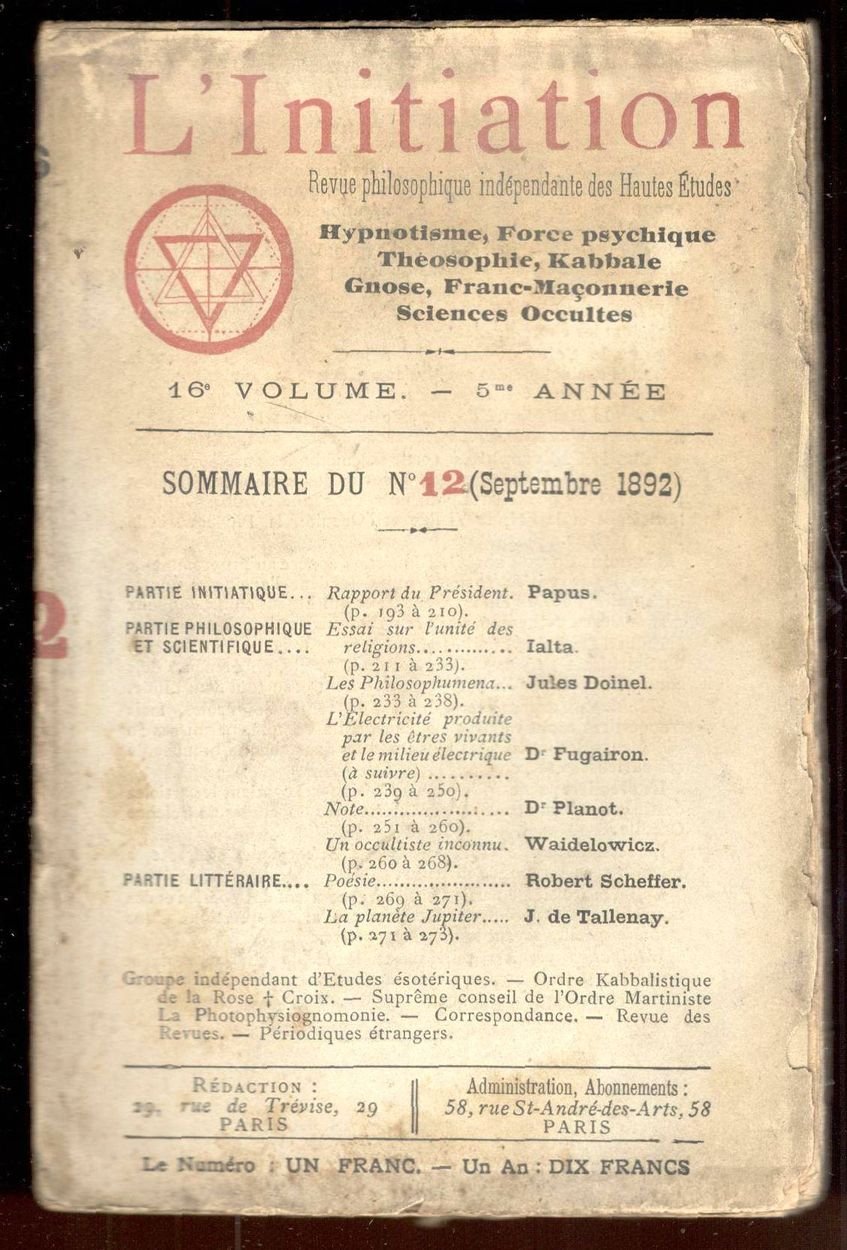 L'Initiation
Revue philosophique indépendante des Hautes Études
Hypnotisme, Force psychique
Théosophie, Kabbale
Gnose, Franc-Maçonnerie
Sciences Occultes
16e VOLUME. — 5me ANNÉE
SOMMAIRE DU No 12 (Septembre 1892)
PARTIE INITIATIQUE... Rapport du Président. Papus.
(p. 193 à 210).
PARTIE PHILOSOPHIQUE Essai sur l'unité des
ET SCIENTIFIQUE.... religions.............. Ialta.
(p. 211 à 233).
Les Philosophumena... Jules Doinel.
(p. 233 à 238).
L'Électricité produite
par les êtres vivants
et le milieu électrique Dr Fugairon.
(à suivre) ..........
(p. 239 à 250).
Note..................... Dr Planot.
(p. 251 à 260).
Un occultiste inconnu. Waidelowicz.
(p. 260 à 268).
PARTIE LITTÉRAIRE.... Poésie...................... Robert Scheffer.
(p. 269 à 271).
La planète Jupiter..... J. de Tallenay.
(p. 271 à 273).
Groupe indépendant d'Etudes ésotériques. — Ordre Kabbalistique
de la Rose † Croix. — Suprême conseil de l'Ordre Martiniste
La Photophysiognomonie. — Correspondance. — Revue des
Revues. — Périodiques étrangers.
RÉDACTION :
29, rue de Trévise, 29
PARIS
Administration, Abonnements :
58, rue St-André-des-Arts, 58
PARIS
Le Numéro : UN FRANC. — Un An : DIX FRANCS